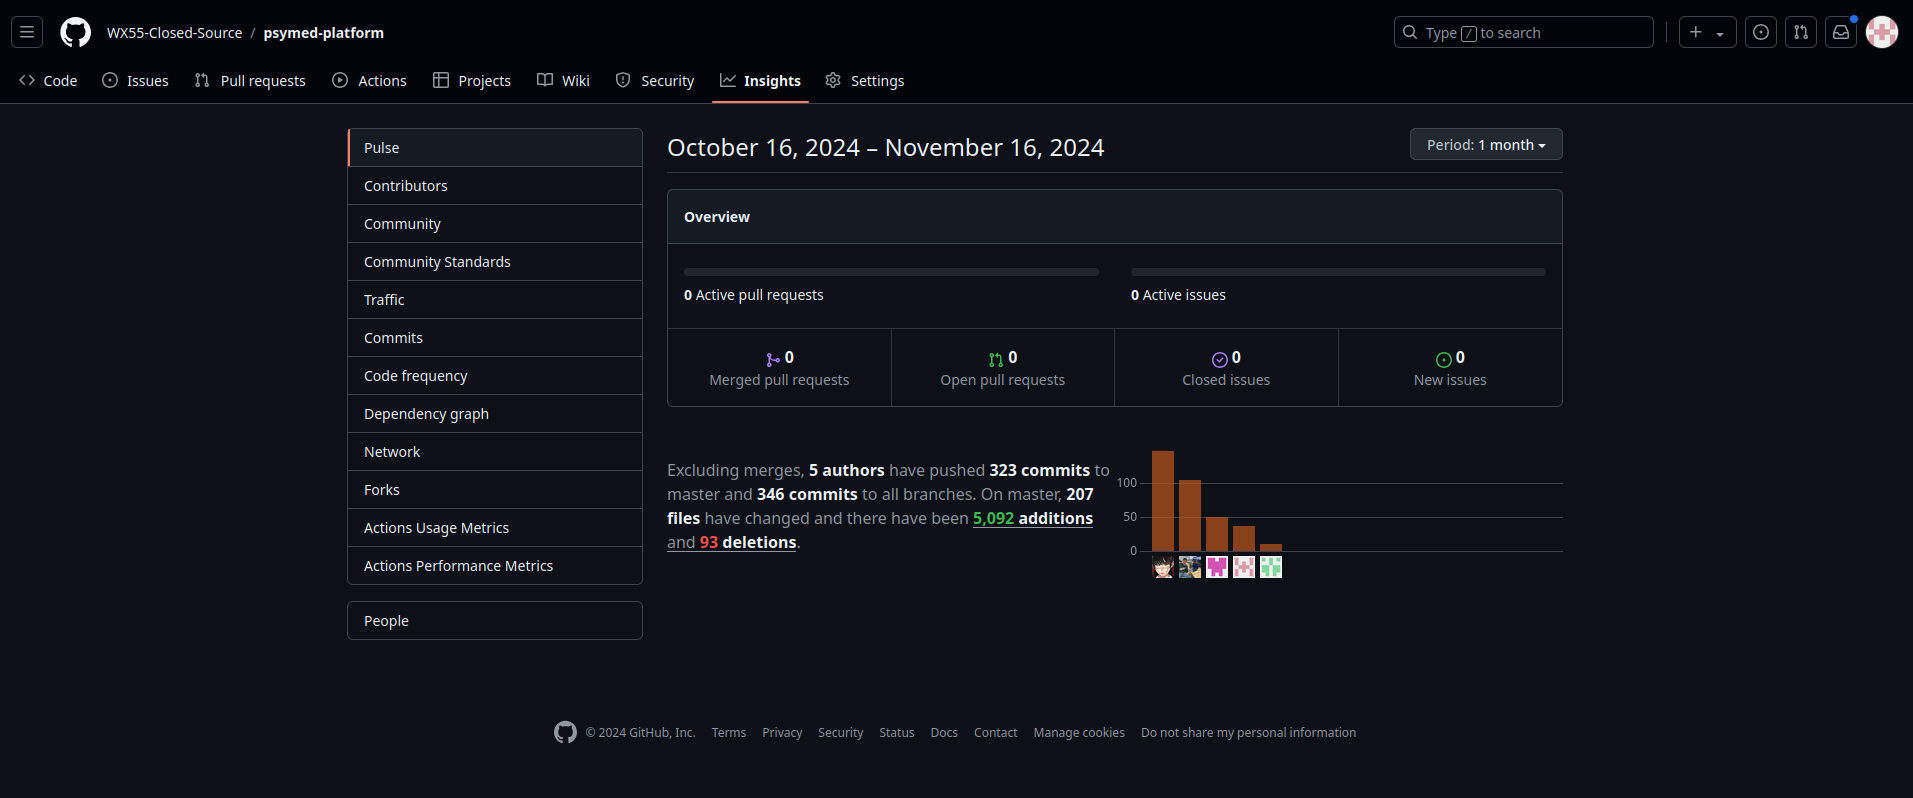 WX55-Closed-Source / psymed-platform
Type / to search
Code Issues Pull requests Actions Projects Wiki Security Insights Settings
Pulse
Contributors
Community
Community Standards
Traffic
Commits
Code frequency
Dependency graph
Network
Forks
Actions Usage Metrics
Actions Performance Metrics
People
October 16, 2024 – November 16, 2024
Period: 1 month
Overview
0 Active pull requests
0 Active issues
0
Merged pull requests
0
Open pull requests
0
Closed issues
0
New issues
Excluding merges, 5 authors have pushed 323 commits to
master and 346 commits to all branches. On master, 207
files have changed and there have been 5,092 additions
and 93 deletions.
100
50
0
© 2024 GitHub, Inc. Terms Privacy Security Status Docs Contact Manage cookies Do not share my personal information